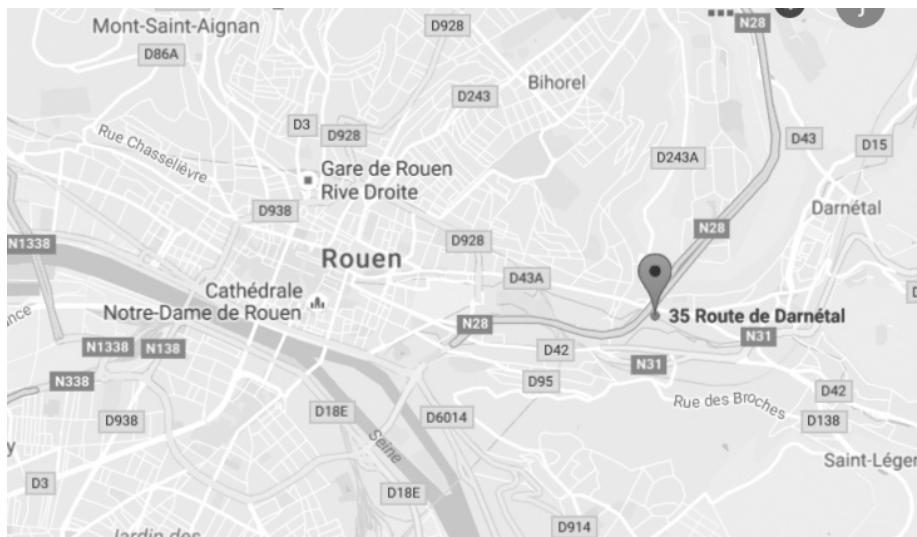 Mont-Saint-Aignan
D928
N28
D86A
Bihorel
D243
D3
D928
D43
D15
Rue Chasselièvre
D243A
Gare de Rouen
Rive Droite
D938
Darnétal
N28
N1338
D928
Rouen
D43A
Cathédrale
Notre-Dame de Rouen
35 Route de Darnétal
N28
N31
N1338
N138
D42
N31
N338
D95
D42
Rue des Broches
D938
D18E
D6014
D138
Seine
Saint-Léger
D3
D18E
D914
Jardin des